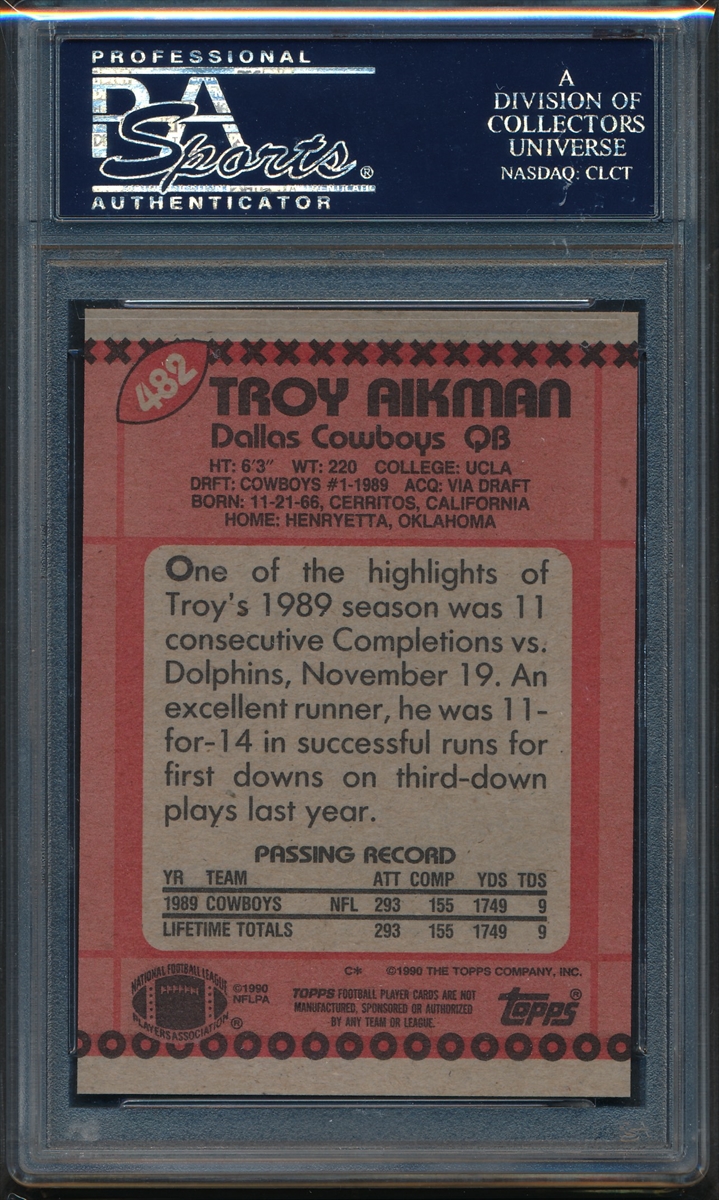 PROFESSIONAL
PSA
Sports®
AUTHENTICATOR
A
DIVISION OF
COLLECTORS
UNIVERSE
NASDAQ: CLCT
482
TROY AIKMAN
Dallas Cowboys QB
HT: 6'3" WT: 220 COLLEGE: UCLA
DRFT: COWBOYS #1-1989 ACQ: VIA DRAFT
BORN: 11-21-66, CERRITOS, CALIFORNIA
HOME: HENRYETTA, OKLAHOMA
One of the highlights of
Troy's 1989 season was 11
consecutive Completions vs.
Dolphins, November 19. An
excellent runner, he was 11-
for-14 in successful runs for
first downs on third-down
plays last year.
PASSING RECORD
YR TEAM ATT COMP YDS TDS
1989 COWBOYS NFL 293 155 1749 9
LIFETIME TOTALS 293 155 1749 9
C* ©1990 THE TOPPS COMPANY, INC.
NATIONAL FOOTBALL LEAGUE
PLAYERS ASSOCIATION®
©1990
NFLPA
TOPPS FOOTBALL PLAYER CARDS ARE NOT
MANUFACTURED, SPONSORED OR AUTHORIZED
BY ANY TEAM OR LEAGUE.
topps®